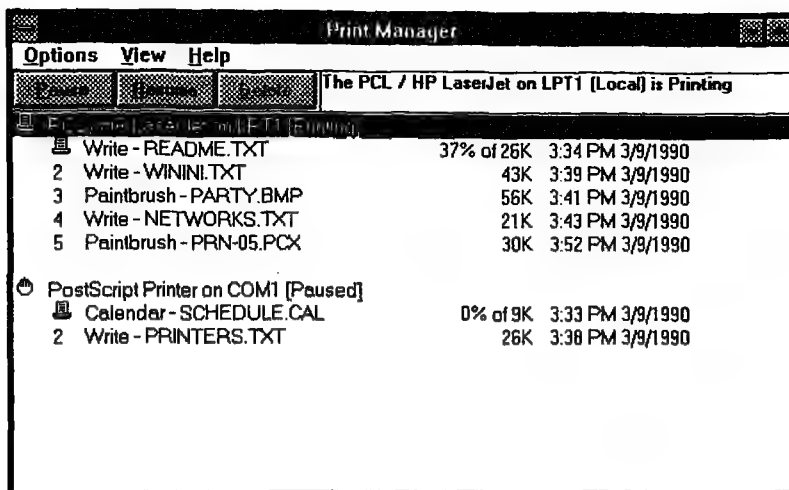 Print Manager
Options View Help
Pause Resume Delete
The PCL / HP LaserJet on LPT1 (Local) is Printing
Write - README.TXT 37% of 26K 3:34 PM 3/9/1990
2 Write - WININI.TXT 43K 3:39 PM 3/9/1990
3 Paintbrush - PARTY.BMP 56K 3:41 PM 3/9/1990
4 Write - NETWORKS.TXT 21K 3:43 PM 3/9/1990
5 Paintbrush - PRN-05.PCX 30K 3:52 PM 3/9/1990
PostScript Printer on COM1 [Paused]
Calendar - SCHEDULE.CAL 0% of 9K 3:33 PM 3/9/1990
2 Write - PRINTERS.TXT 26K 3:38 PM 3/9/1990